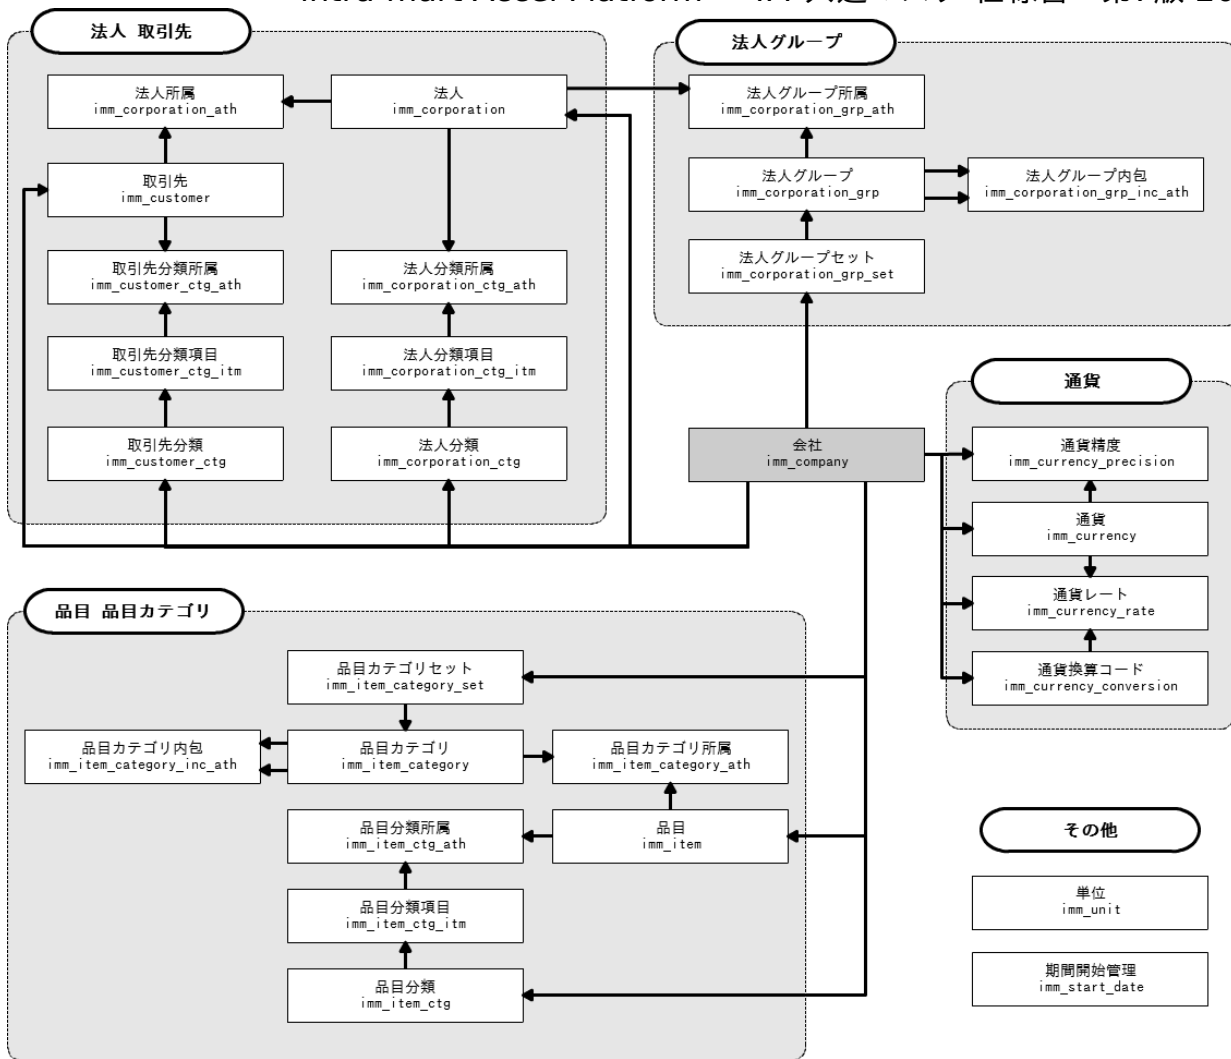 法人 取引先
法人所属
imm_corporation_ath
法人
imm_corporation
取引先
imm_customer
取引先分類所属
imm_customer_ctg_ath
法人分類所属
imm_corporation_ctg_ath
取引先分類項目
imm_customer_ctg_itm
法人分類項目
imm_corporation_ctg_itm
取引先分類
imm_customer_ctg
法人分類
imm_corporation_ctg
法人グループ
法人グループ所属
imm_corporation_grp_ath
法人グループ
imm_corporation_grp
法人グループ内包
imm_corporation_grp_inc_ath
法人グループセット
imm_corporation_grp_set
会社
imm_company
通貨
通貨精度
imm_currency_precision
通貨
imm_currency
通貨レート
imm_currency_rate
通貨換算コード
imm_currency_conversion
品目 品目カテゴリ
品目カテゴリセット
imm_item_category_set
品目カテゴリ内包
imm_item_category_inc_ath
品目カテゴリ
imm_item_category
品目カテゴリ所属
imm_item_category_ath
品目分類所属
imm_item_ctg_ath
品目
imm_item
品目分類項目
imm_item_ctg_itm
品目分類
imm_item_ctg
その他
単位
imm_unit
期間開始管理
imm_start_date